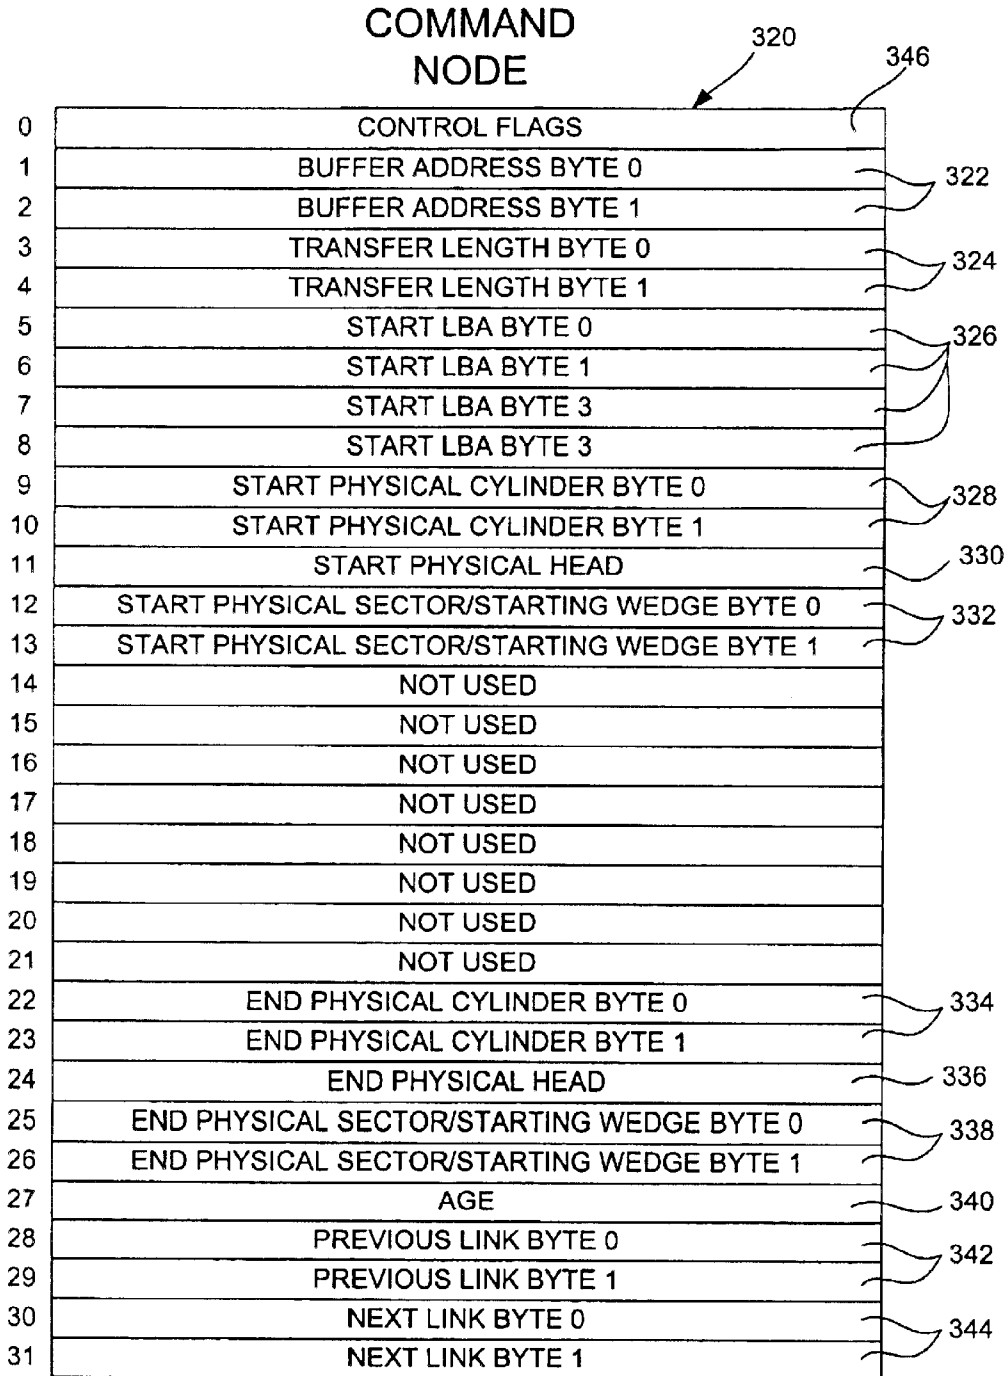 COMMAND
NODE
320
346
0 CONTROL FLAGS
1 BUFFER ADDRESS BYTE 0
322
2 BUFFER ADDRESS BYTE 1
3 TRANSFER LENGTH BYTE 0
324
4 TRANSFER LENGTH BYTE 1
5 START LBA BYTE 0
326
6 START LBA BYTE 1
7 START LBA BYTE 3
8 START LBA BYTE 3
9 START PHYSICAL CYLINDER BYTE 0
328
10 START PHYSICAL CYLINDER BYTE 1
11 START PHYSICAL HEAD 330
12 START PHYSICAL SECTOR/STARTING WEDGE BYTE 0
332
13 START PHYSICAL SECTOR/STARTING WEDGE BYTE 1
14 NOT USED
15 NOT USED
16 NOT USED
17 NOT USED
18 NOT USED
19 NOT USED
20 NOT USED
21 NOT USED
22 END PHYSICAL CYLINDER BYTE 0
334
23 END PHYSICAL CYLINDER BYTE 1
24 END PHYSICAL HEAD 336
25 END PHYSICAL SECTOR/STARTING WEDGE BYTE 0
338
26 END PHYSICAL SECTOR/STARTING WEDGE BYTE 1
27 AGE 340
28 PREVIOUS LINK BYTE 0
342
29 PREVIOUS LINK BYTE 1
30 NEXT LINK BYTE 0
344
31 NEXT LINK BYTE 1